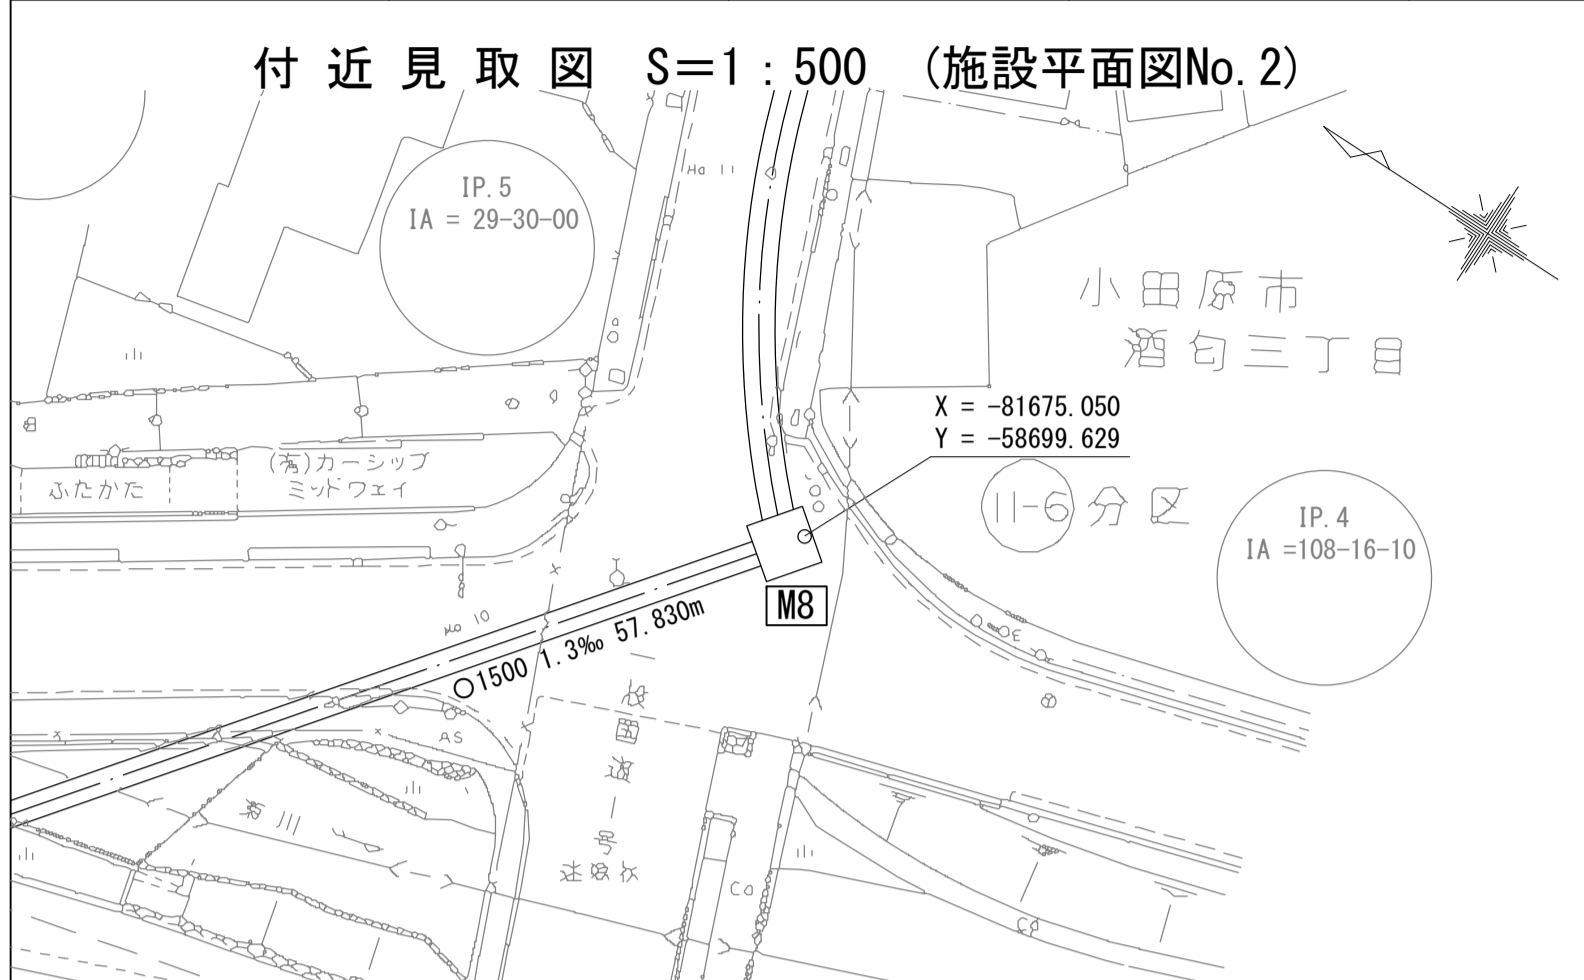 付近見取図 S=1:500 (施設平面図No.2)
Ho 11
IP.5
IA = 29-30-00
小田原市
酒匂三丁目
X = -81675.050
Y = -58699.629
(有)カーシップ
ミッドウェイ
ふたかた
11-6分区
IP.4
IA =108-16-10
M8
○1500 1.3‰ 57.830m
AS
号
CO